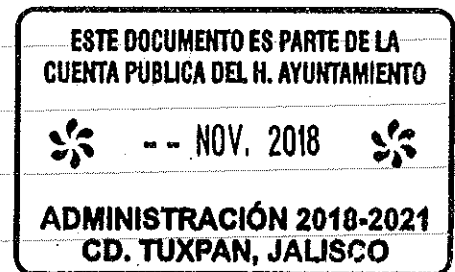 ESTE DOCUMENTO ES PARTE DE LA
CUENTA PUBLICA DEL H. AYUNTAMIENTO
-- NOV. 2018
ADMINISTRACIÓN 2018-2021
CD. TUXPAN, JALISCO